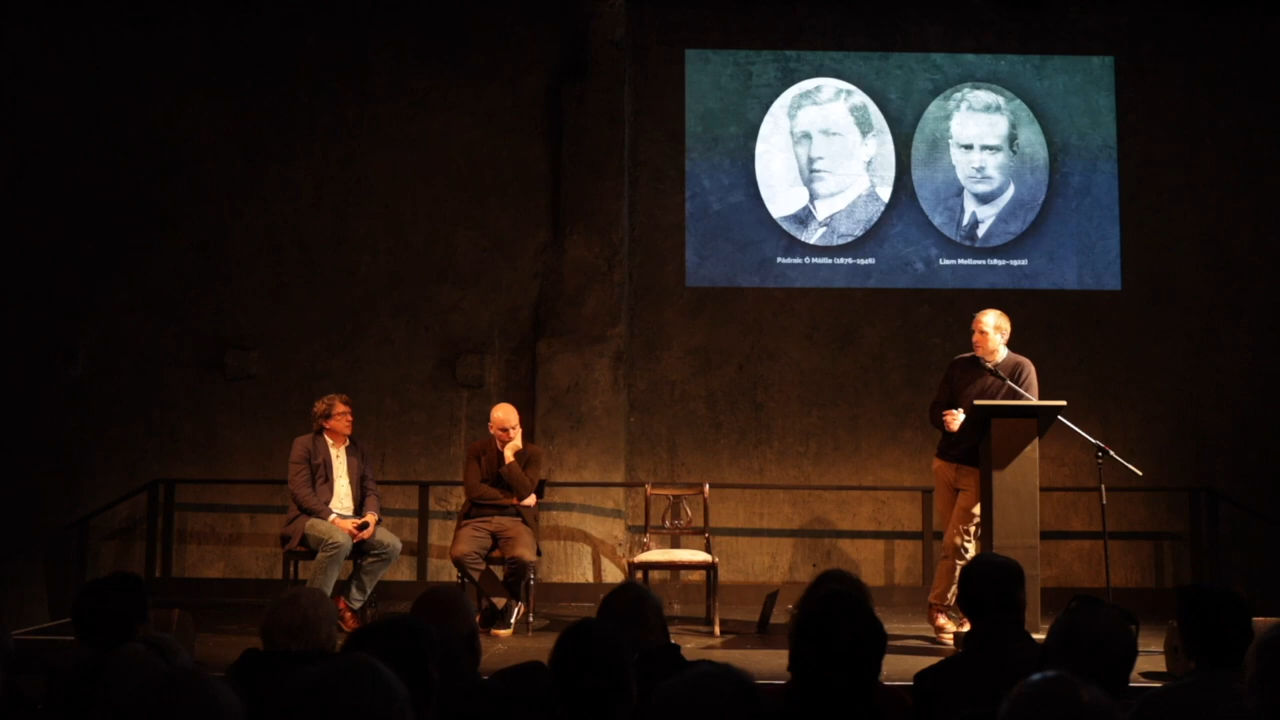 Pádraic Ó Máille (1876–1946)
Liam Mellows (1892–1922)